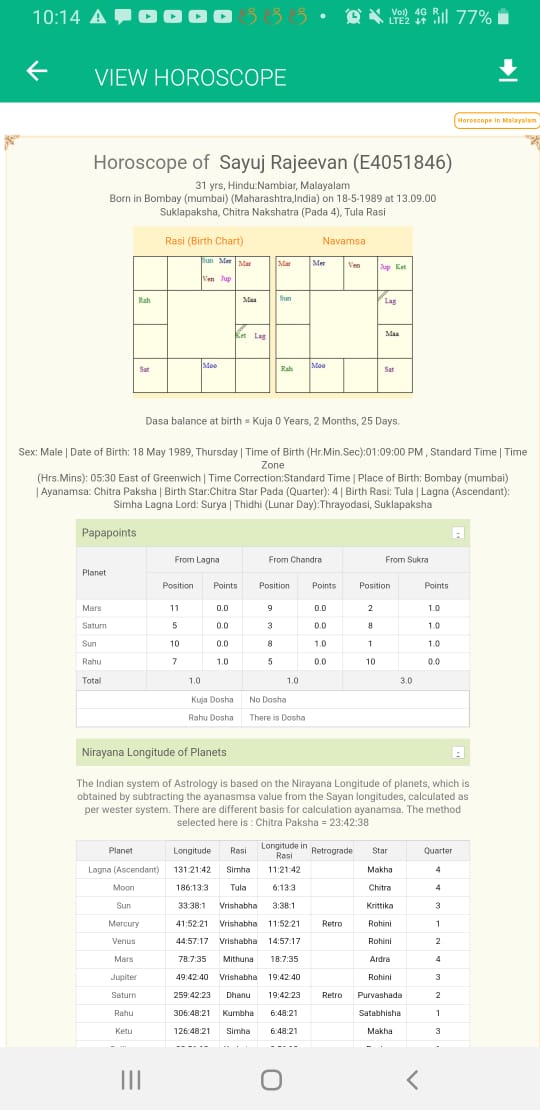 10:14
Vo)) 4G R
LTE2
77%
VIEW HOROSCOPE
Horoscope in Malayalam
Horoscope of Sayuj Rajeevan (E4051846)
31 yrs, Hindu:Nambiar, Malayalam
Born in Bombay (mumbai) (Maharashtra,India) on 18-5-1989 at 13.09.00
Suklapaksha, Chitra Nakshatra (Pada 4), Tula Rasi
Rasi (Birth Chart) Navamsa
Sun Mer Mar Mar Mer Ven Jup Ket
Ven Jup
Rah Maa Sun Lag
Ket Lag Maa
Sat Moo Rah Moo Sat
Dasa balance at birth = Kuja 0 Years, 2 Months, 25 Days.
Sex: Male | Date of Birth: 18 May 1989, Thursday | Time of Birth (Hr.Min.Sec):01:09:00 PM , Standard Time | Time
Zone
(Hrs.Mins): 05:30 East of Greenwich | Time Correction:Standard Time | Place of Birth: Bombay (mumbai)
| Ayanamsa: Chitra Paksha | Birth Star:Chitra Star Pada (Quarter): 4 | Birth Rasi: Tula | Lagna (Ascendant):
Simha Lagna Lord: Surya | Thidhi (Lunar Day):Thrayodasi, Suklapaksha
Papapoints
Planet From Lagna From Chandra From Sukra
Position Points Position Points Position Points
Mars 11 0.0 9 0.0 2 1.0
Saturn 5 0.0 3 0.0 8 1.0
Sun 10 0.0 8 1.0 1 1.0
Rahu 7 1.0 5 0.0 10 0.0
Total 1.0 1.0 3.0
Kuja Dosha No Dosha
Rahu Dosha There is Dosha
Nirayana Longitude of Planets
The Indian system of Astrology is based on the Nirayana Longitude of planets, which is
obtained by subtracting the ayanasmsa value from the Sayan longitudes, calculated as
per wester system. There are different basis for calculation ayanamsa. The method
selected here is : Chitra Paksha = 23:42:38
Planet Longitude Rasi Longitude in Rasi Retrograde Star Quarter
Lagna (Ascendant) 131:21:42 Simha 11:21:42 Makha 4
Moon 186:13:3 Tula 6:13:3 Chitra 4
Sun 33:38:1 Vrishabha 3:38:1 Krittika 3
Mercury 41:52:21 Vrishabha 11:52:21 Retro Rohini 1
Venus 44:57:17 Vrishabha 14:57:17 Rohini 2
Mars 78:7:35 Mithuna 18:7:35 Ardra 4
Jupiter 49:42:40 Vrishabha 19:42:40 Rohini 3
Saturn 259:42:23 Dhanu 19:42:23 Retro Purvashada 2
Rahu 306:48:21 Kumbha 6:48:21 Satabhisha 1
Ketu 126:48:21 Simha 6:48:21 Makha 3